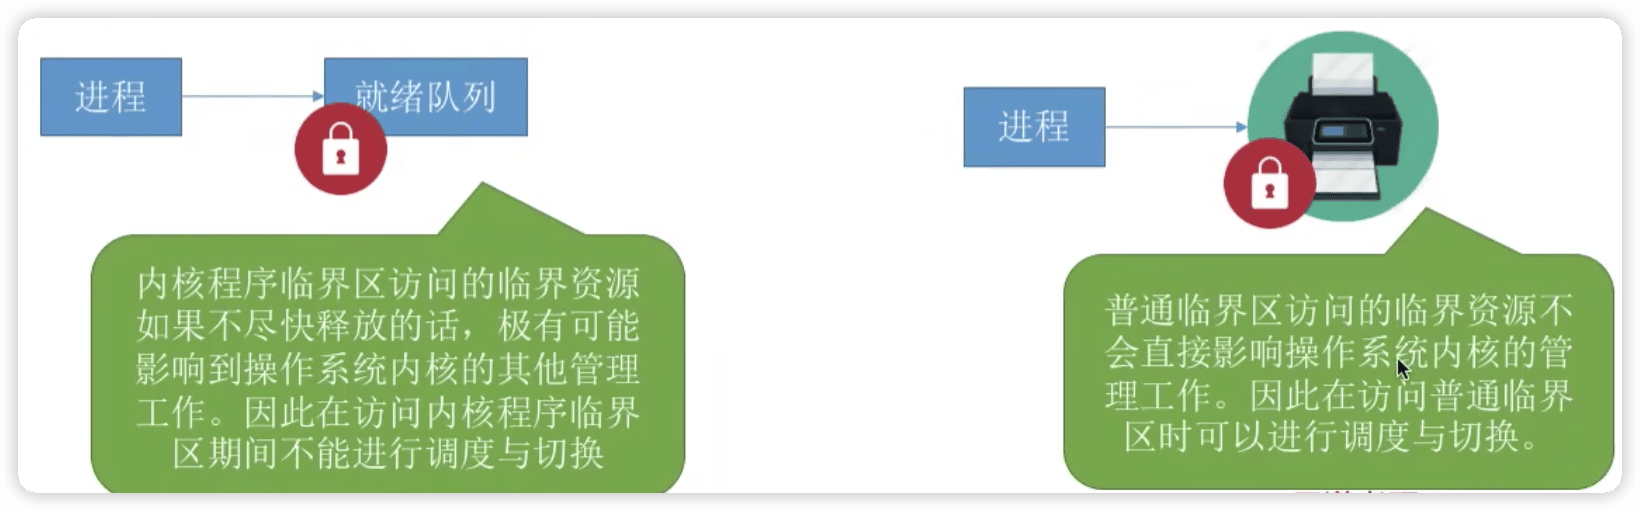 进程
就绪队列
内核程序临界区访问的临界资源
如果不尽快释放的话，极有可能
影响到操作系统内核的其他管理
工作。因此在访问内核程序临界
区期间不能进行调度与切换
进程
普通临界区访问的临界资源不
会直接影响操作系统内核的管
理工作。因此在访问普通临界
区时可以进行调度与切换。